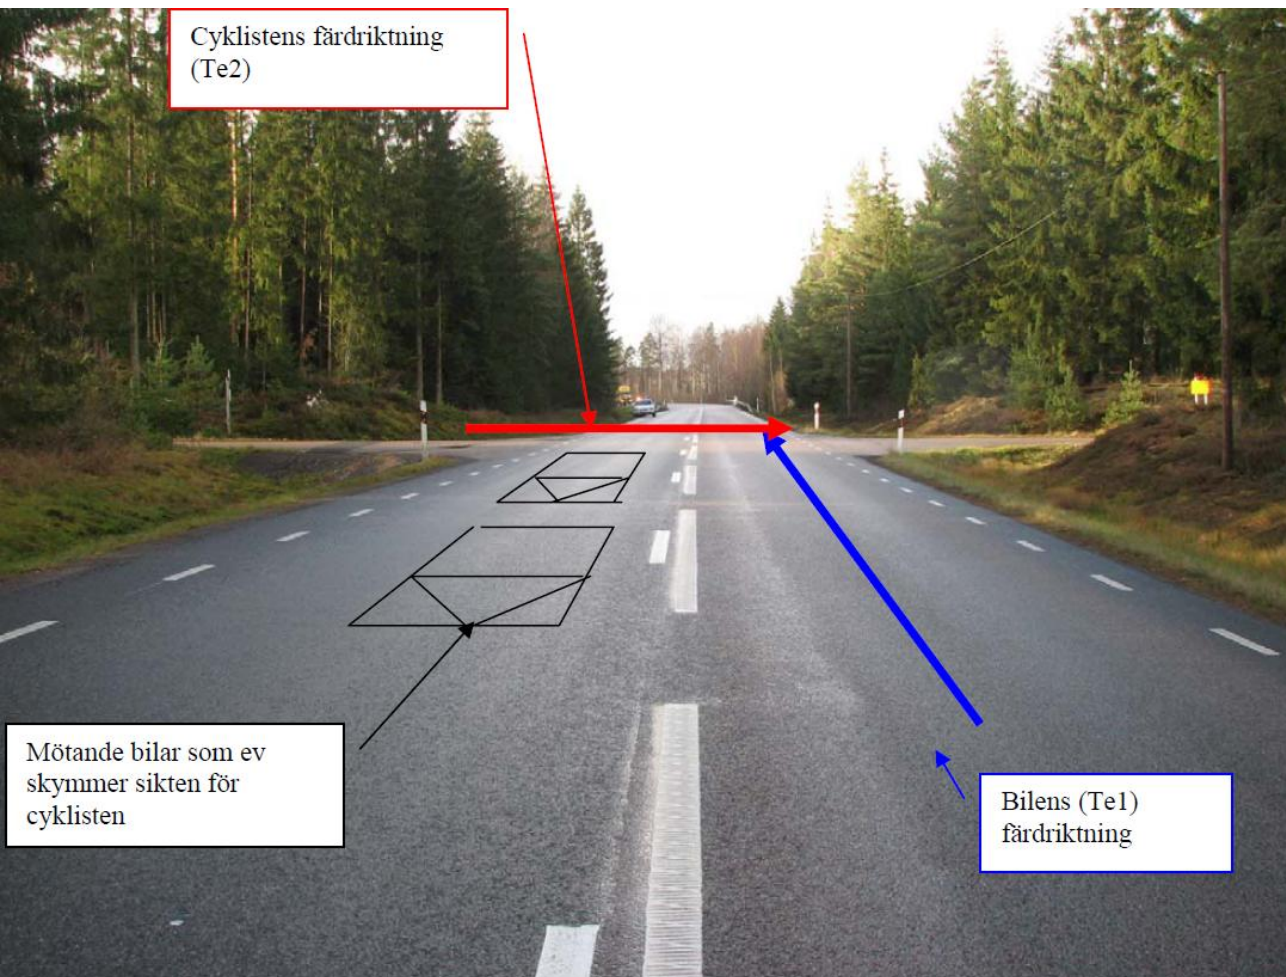 Cyklistens färdriktning
(Te2)
Mötande bilar som ev
skymmer sikten för
cyklisten
Bilens (Te1)
färdriktning